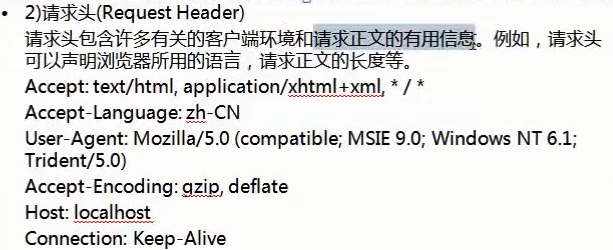 • 2)请求头(Request Header)
请求头包含许多有关的客户端环境和请求正文的有用信息。例如，请求头
可以声明浏览器所用的语言，请求正文的长度等。
Accept: text/html, application/xhtml+xml, * / *
Accept-Language: zh-CN
User-Agent: Mozilla/5.0 (compatible; MSIE 9.0; Windows NT 6.1;
Trident/5.0)
Accept-Encoding: gzip, deflate
Host: localhost
Connection: Keep-Alive